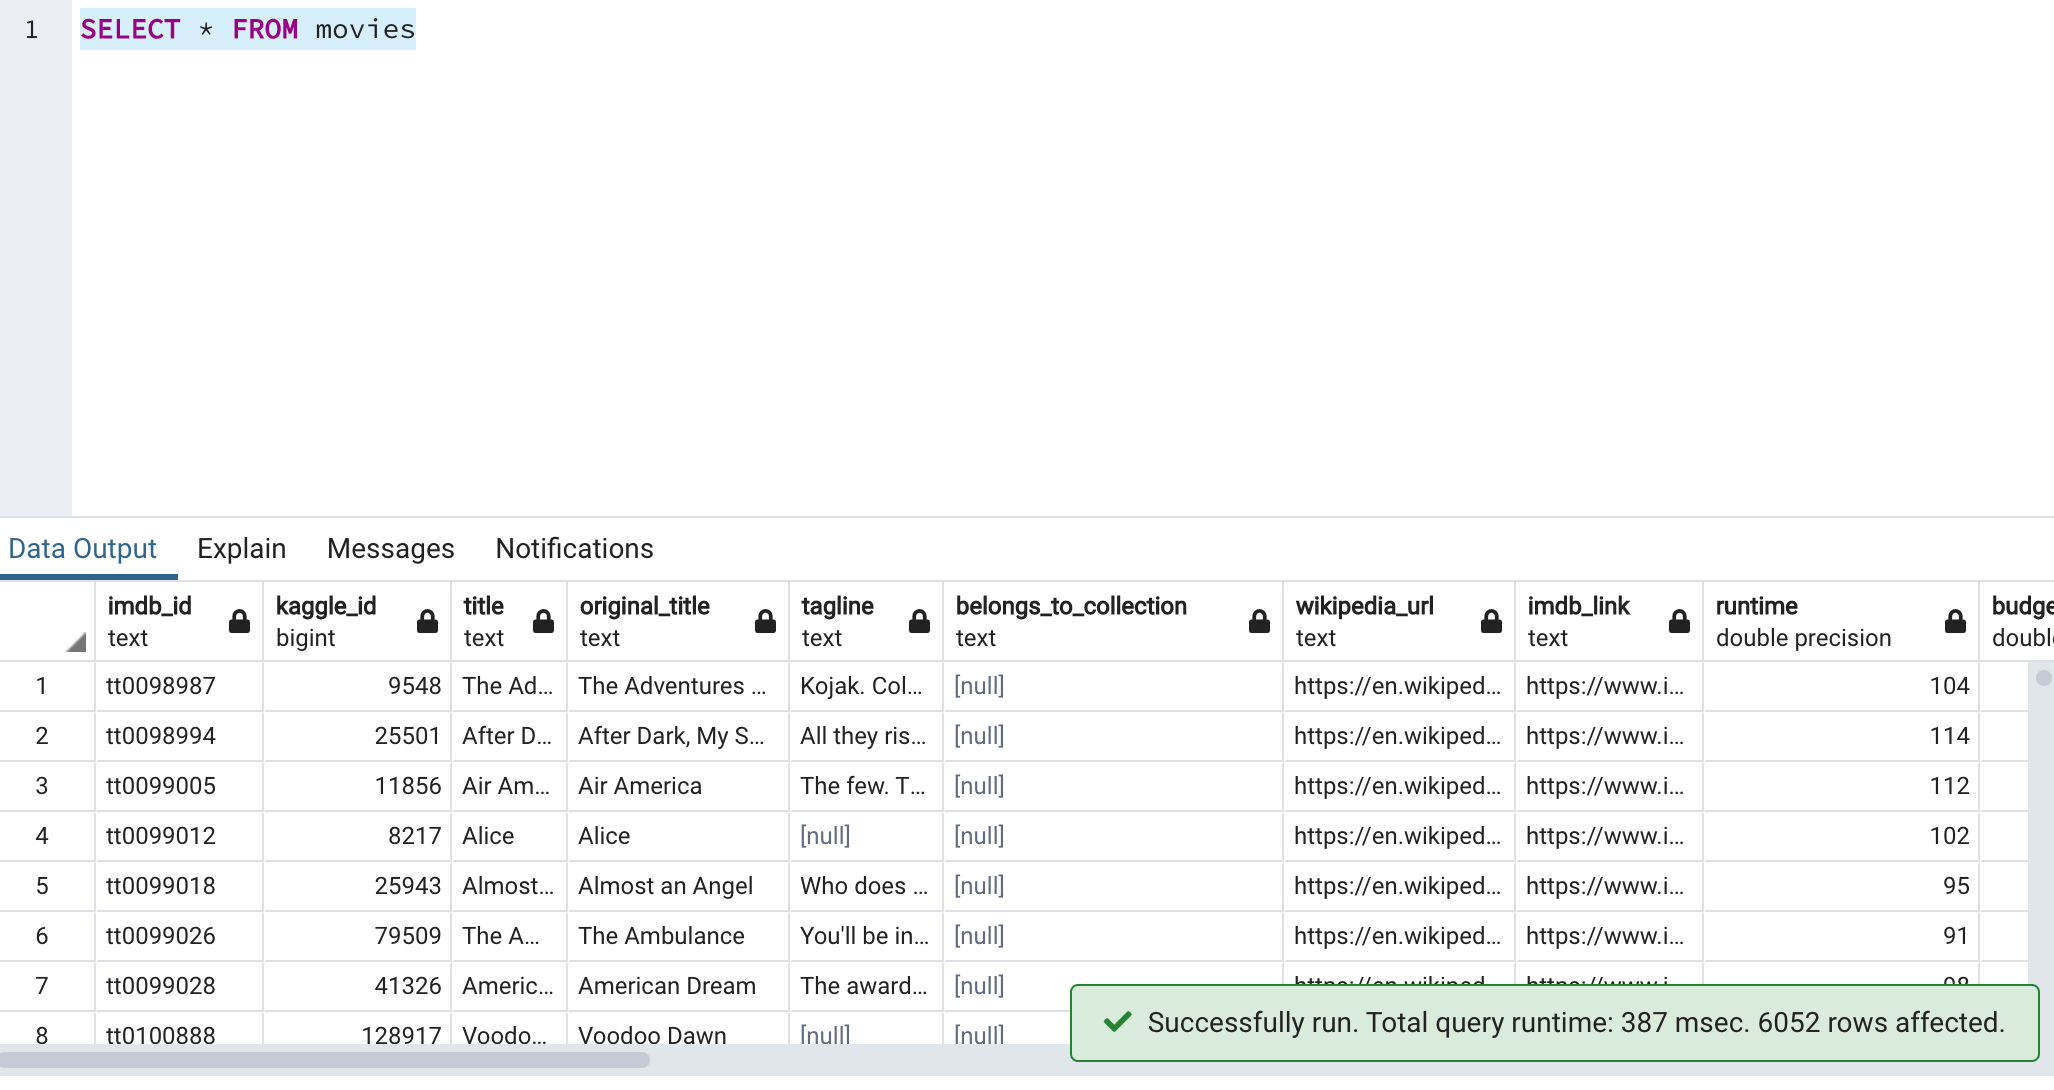 1 SELECT * FROM movies
Data Output Explain Messages Notifications
imdb_id kaggle_id title original_title tagline belongs_to_collection wikipedia_url imdb_link runtime budge
text bigint text text text text text text double precision doubl
1 tt0098987 9548 The Ad... The Adventures ... Kojak. Col... [null] https://en.wikiped... https://www.i... 104
2 tt0098994 25501 After D... After Dark, My S... All they ris... [null] https://en.wikiped... https://www.i... 114
3 tt0099005 11856 Air Am... Air America The few. T... [null] https://en.wikiped... https://www.i... 112
4 tt0099012 8217 Alice Alice [null] [null] https://en.wikiped... https://www.i... 102
5 tt0099018 25943 Almost... Almost an Angel Who does ... [null] https://en.wikiped... https://www.i... 95
6 tt0099026 79509 The A... The Ambulance You'll be in... [null] https://en.wikiped... https://www.i... 91
7 tt0099028 41326 Americ... American Dream The award... [null] https://en.wikiped... https://www.i... 98
8 tt0100888 128917 Voodo... Voodoo Dawn [null] [null]
Successfully run. Total query runtime: 387 msec. 6052 rows affected.